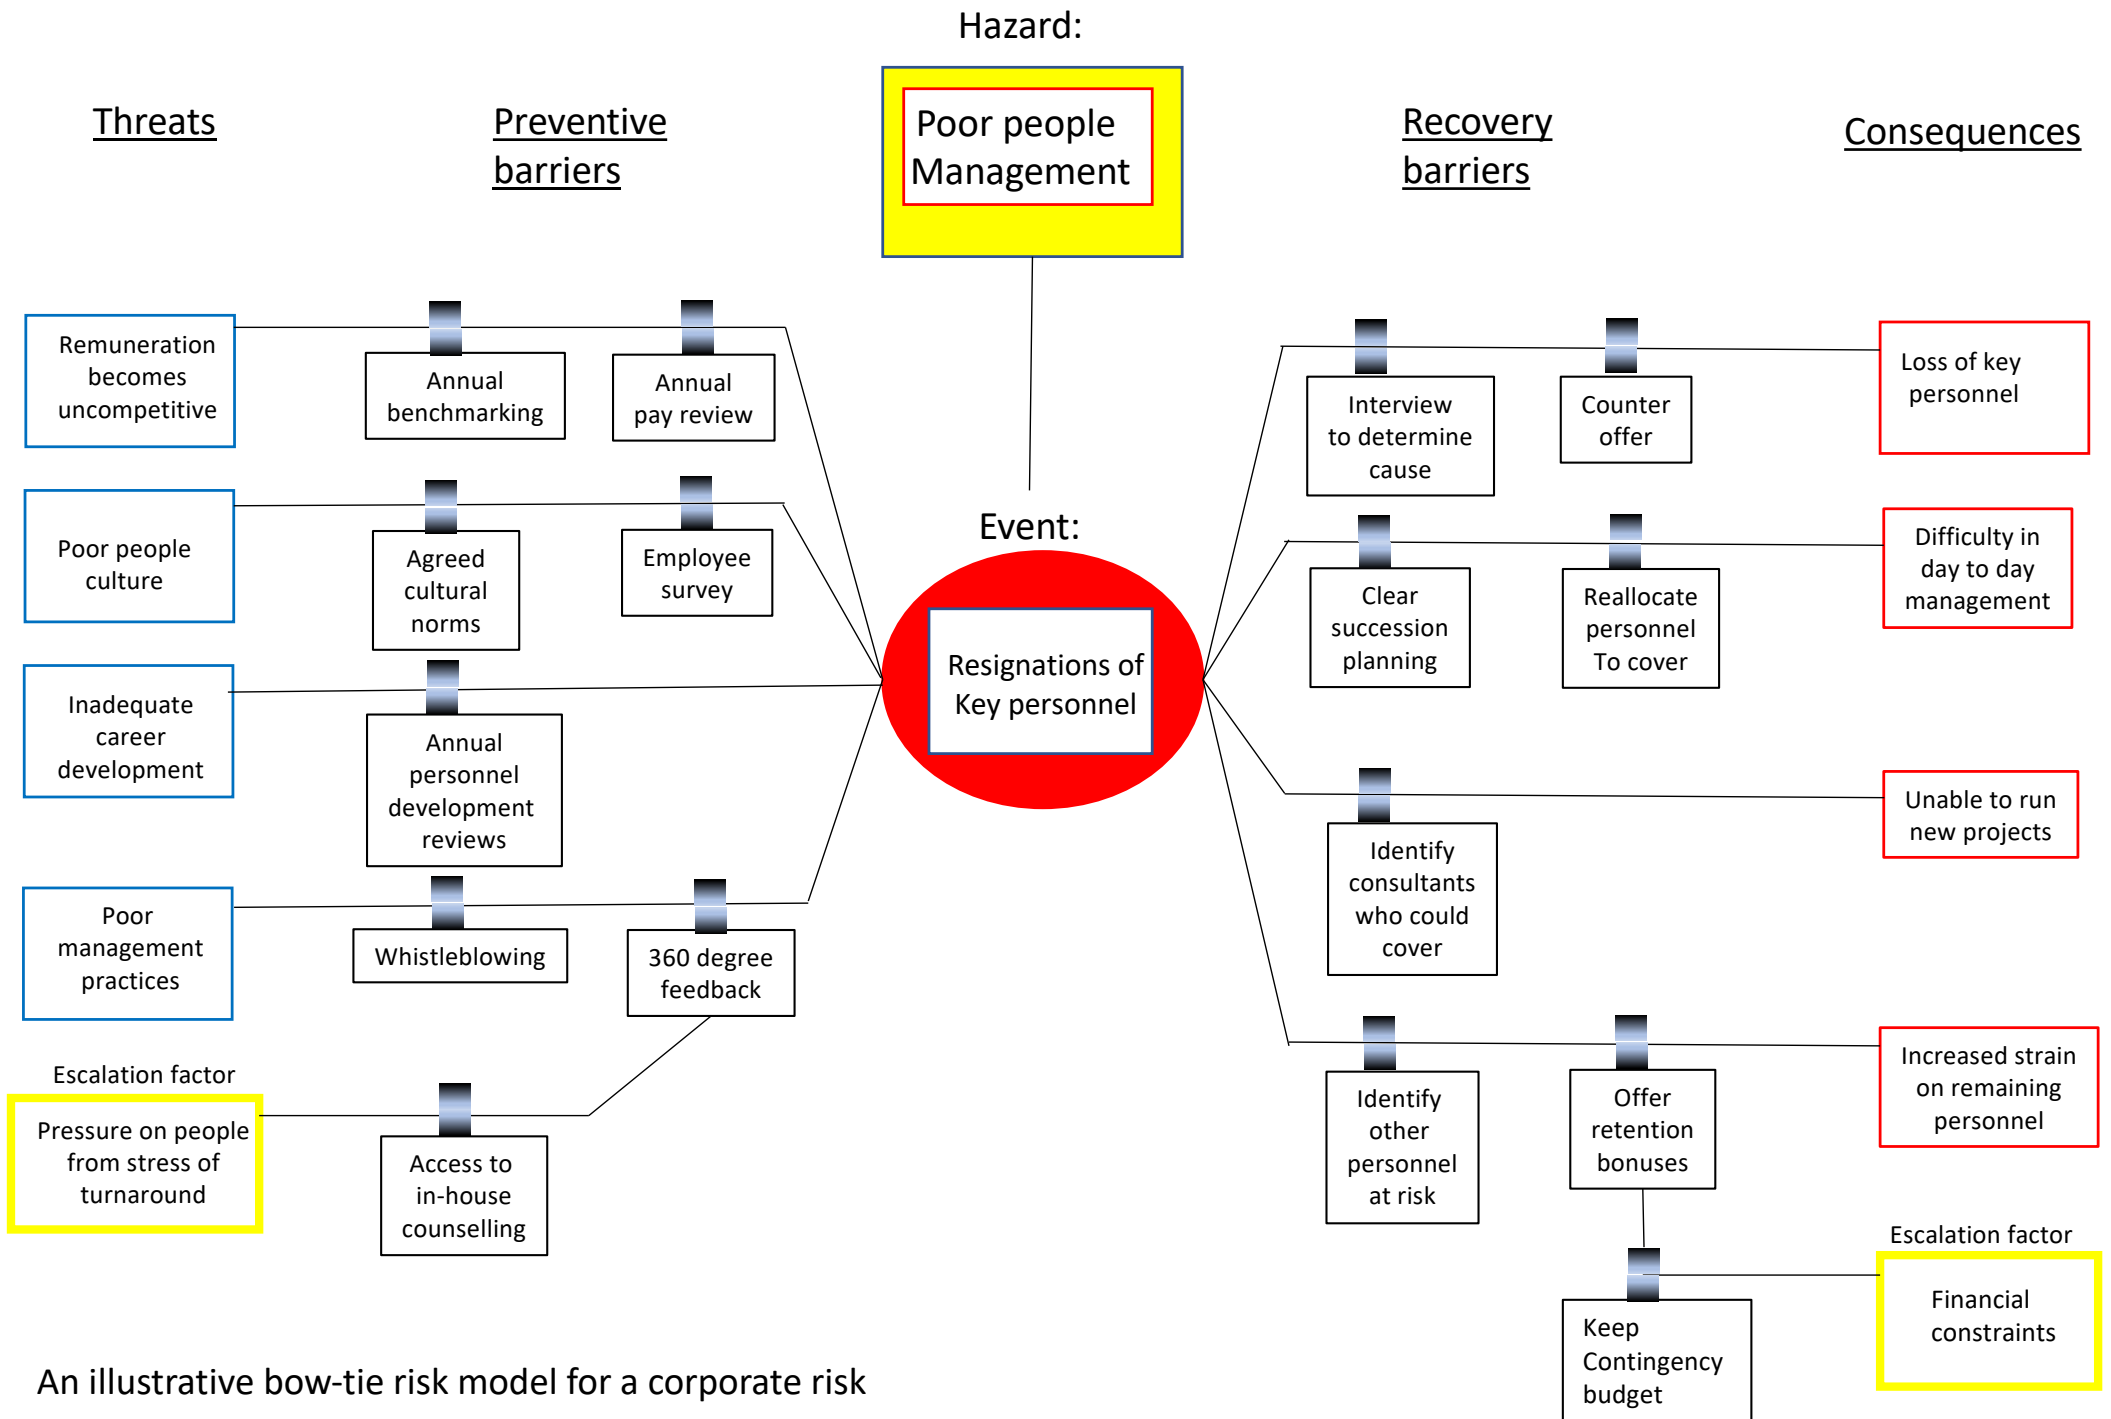 Hazard:
Poor people
Management
Threats
Preventive
barriers
Recovery
barriers
Consequences
Remuneration
becomes
uncompetitive
Annual
benchmarking
Annual
pay review
Interview
to determine
cause
Counter
offer
Loss of key
personnel
Poor people
culture
Agreed
cultural
norms
Employee
survey
Event:
Resignations of
Key personnel
Clear
succession
planning
Reallocate
personnel
To cover
Difficulty in
day to day
management
Inadequate
career
development
Annual
personnel
development
reviews
Identify
consultants
who could
cover
Unable to run
new projects
Poor
management
practices
Whistleblowing
360 degree
feedback
Identify
other
personnel
at risk
Offer
retention
bonuses
Increased strain
on remaining
personnel
Escalation factor
Pressure on people
from stress of
turnaround
Access to
in-house
counselling
Keep
Contingency
budget
Escalation factor
Financial
constraints
An illustrative bow-tie risk model for a corporate risk